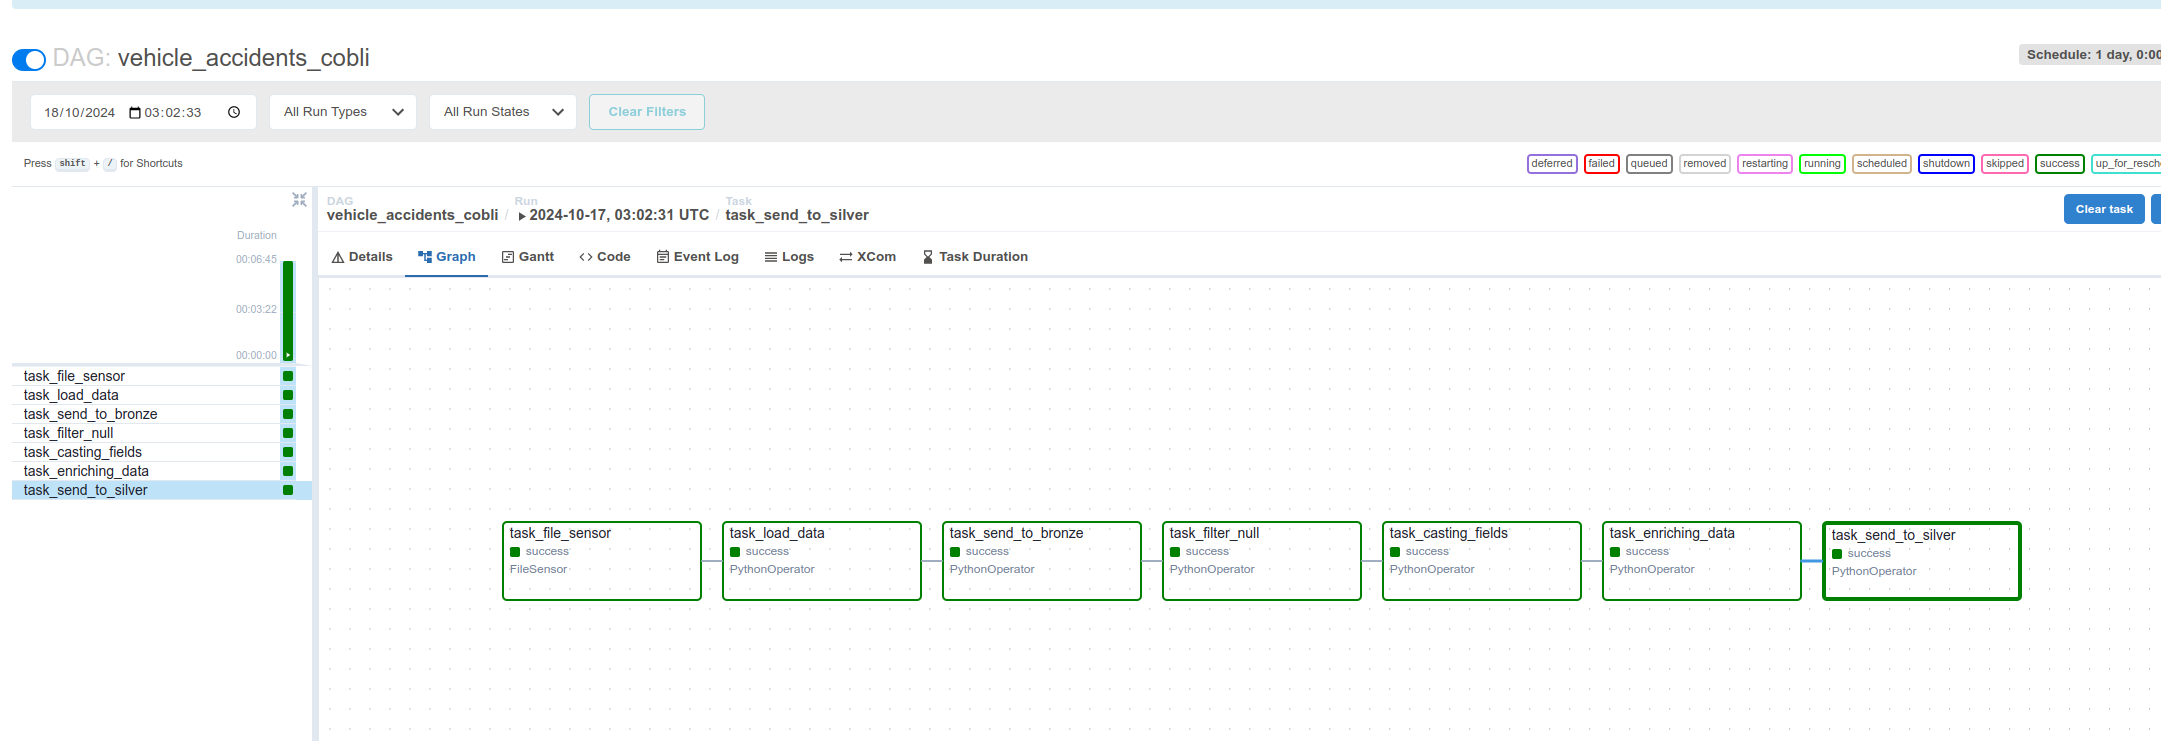 DAG: vehicle_accidents_cobli
Schedule: 1 day, 0:00
18/10/2024 03:02:33
All Run Types
All Run States
Clear Filters
Press shift + / for Shortcuts
deferred failed queued removed restarting running scheduled shutdown skipped success up_for_resch
DAG
vehicle_accidents_cobli
/
Run
2024-10-17, 03:02:31 UTC
/
Task
task_send_to_silver
Clear task
Details
Graph
Gantt
Code
Event Log
Logs
XCom
Task Duration
Duration
00:06:45
00:03:22
00:00:00
task_file_sensor
task_load_data
task_send_to_bronze
task_filter_null
task_casting_fields
task_enriching_data
task_send_to_silver
task_file_sensor
success
FileSensor
task_load_data
success
PythonOperator
task_send_to_bronze
success
PythonOperator
task_filter_null
success
PythonOperator
task_casting_fields
success
PythonOperator
task_enriching_data
success
PythonOperator
task_send_to_silver
success
PythonOperator